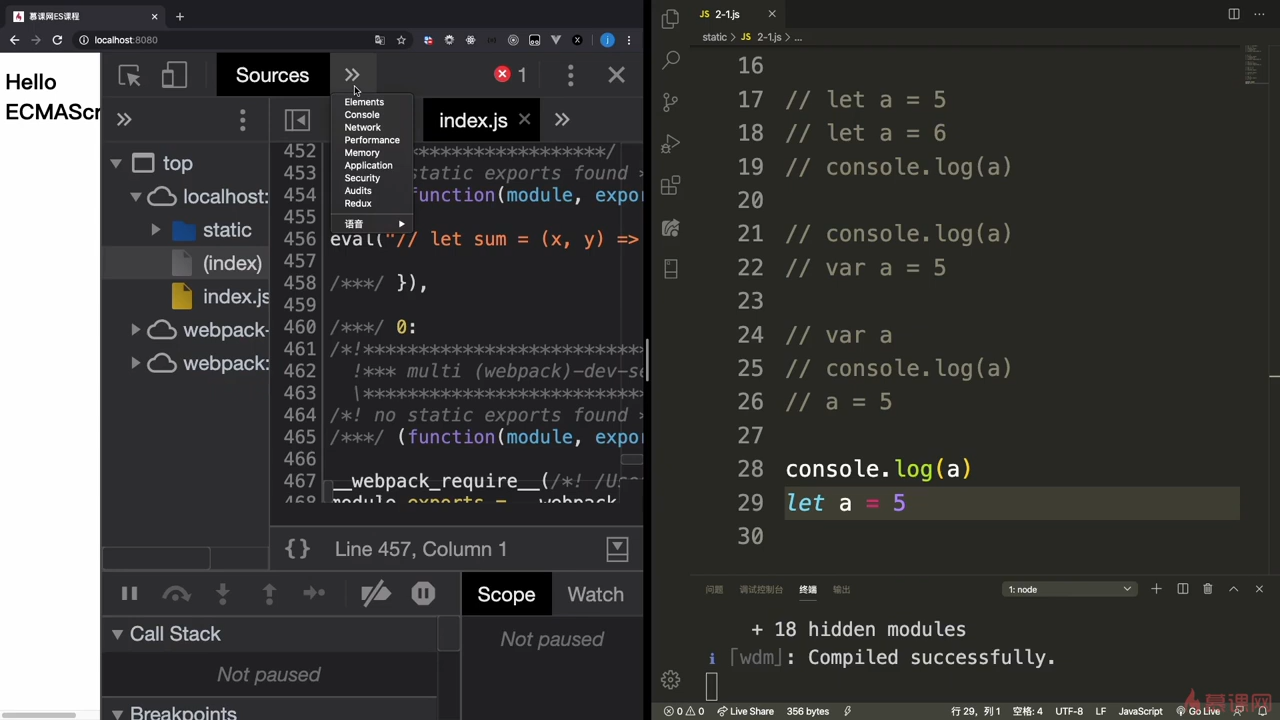 慕课网ES课程
localhost:8080
Hello
ECMAScr
Sources
1
Elements
Console
Network
Performance
Memory
Application
Security
Audits
Redux
语音
index.js
top
localhost:
static
(index)
index.js
webpack-
webpack:
452 *****************/
453 static exports found
454 function(module, expor
455
456 eval("// let sum = (x, y) =>
457
458 /***/ }),
459
460 /***/ 0:
461 /*!**************************
462 !*** multi (webpack)-dev-se
463 \**************************
464 /*! no static exports found
465 /***/ (function(module, expor
466
467 __webpack_require__(/*! /Use
468 module.exports = __webpack
{} Line 457, Column 1
Scope
Watch
Call Stack
Not paused
Not paused
Breakpoints
JS 2-1.js
static > JS 2-1.js > ...
16
17 // let a = 5
18 // let a = 6
19 // console.log(a)
20
21 // console.log(a)
22 // var a = 5
23
24 // var a
25 // console.log(a)
26 // a = 5
27
28 console.log(a)
29 let a = 5
30
问题 调试控制台 终端 输出
1: node
+ 18 hidden modules
i ｢wdm｣: Compiled successfully.
0 0 Live Share 356 bytes
行 29，列 1 空格: 4 UTF-8 LF JavaScript Go Live
慕课网